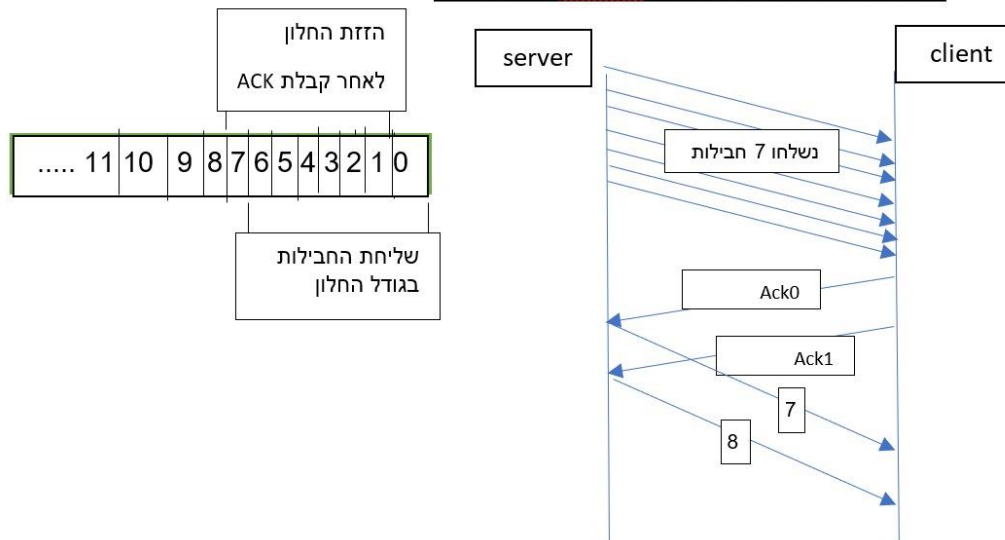 הזזת החלון
לאחר קבלת ACK
..... 11 10 9 8 7 6 5 4 3 2 1 0
שליחת החבילות
בגודל החלון
server
client
נשלחו 7 חבילות
Ack0
Ack1
7
8